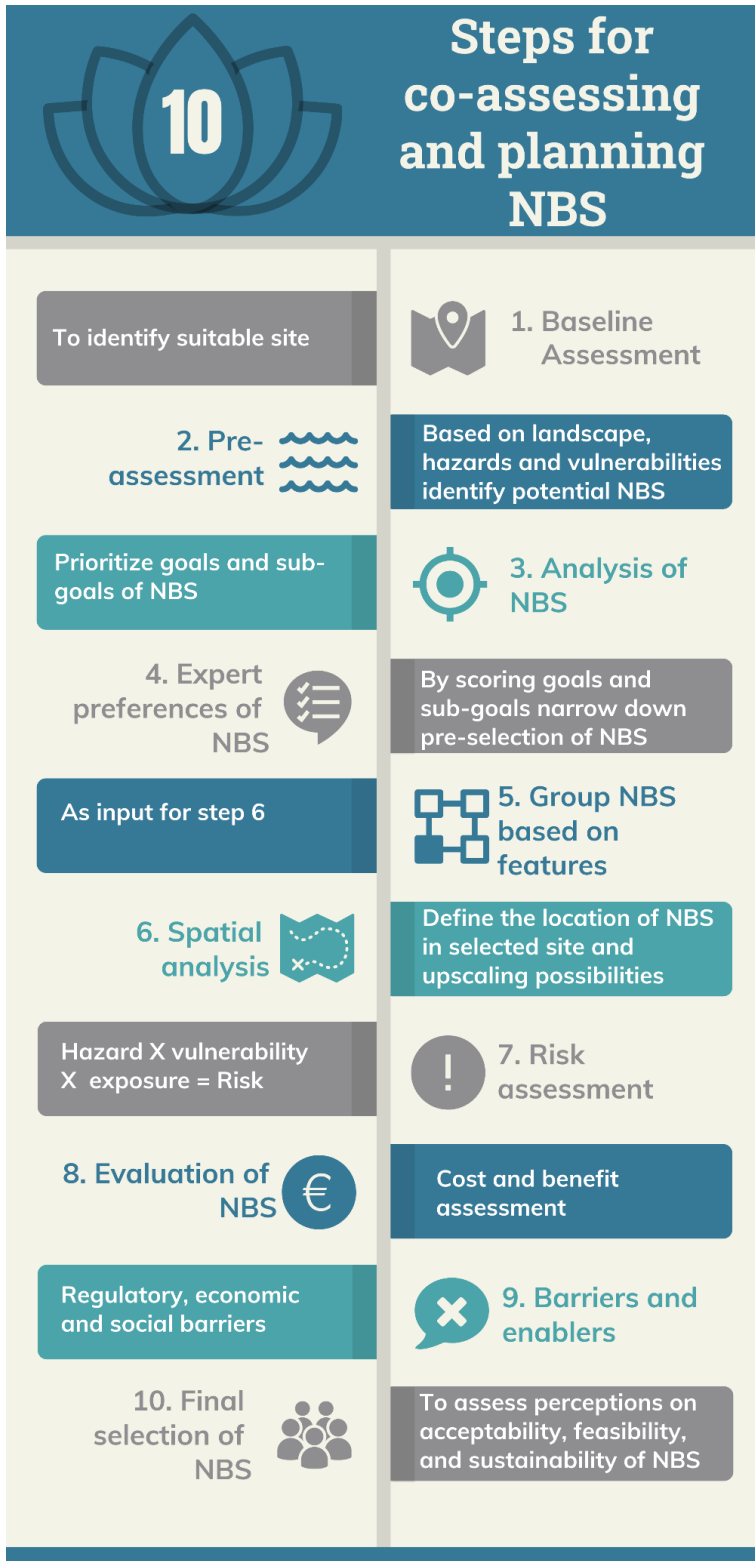 10
Steps for
co-assessing
and planning
NBS
To identify suitable site
1. Baseline
Assessment
2. Pre-
assessment
Based on landscape,
hazards and vulnerabilities
identify potential NBS
Prioritize goals and sub-
goals of NBS
3. Analysis of
NBS
4. Expert
preferences of
NBS
By scoring goals and
sub-goals narrow down
pre-selection of NBS
As input for step 6
5. Group NBS
based on
features
6. Spatial
analysis
Define the location of NBS
in selected site and
upscaling possibilities
Hazard X vulnerability
X exposure = Risk
!
7. Risk
assessment
8. Evaluation of
NBS
€
Cost and benefit
assessment
Regulatory, economic
and social barriers
9. Barriers and
enablers
10. Final
selection of
NBS
To assess perceptions on
acceptability, feasibility,
and sustainability of NBS